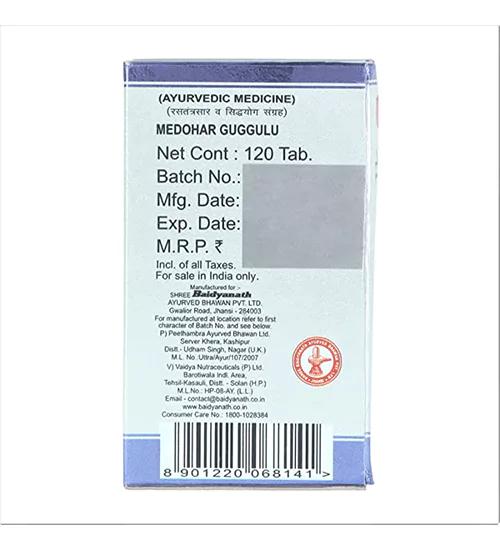 (AYURVEDIC MEDICINE)
(रसतंत्रसार व सिद्धयोग संग्रह)
MEDOHAR GUGGULU
Net Cont : 120 Tab.
Batch No.:
Mfg. Date:
Exp. Date:
M.R.P. ₹
Incl. of all Taxes.
For sale in India only.
Manufactured for :-
SHREE Baidyanath
AYURVED BHAWAN PVT. LTD.
Gwalior Road, Jhansi - 284003
For manufactured at location refer to first
character of Batch No. and see below.
P) Peethambra Ayurved Bhawan Pvt. Ltd.
Server Khera, Kashipur
Distt.- Udham Singh, Nagar (U.K.)
M.L. No :Uttra/Ayur/107/2007
V) Vaidya Nutraceuticals (P) Ltd.
Barotiwala Indl. Area,
Tehsil-Kasauli, Distt. - Solan (H.P.)
M.L.No.: HP-08-AY. (L.L.)
Email - contact@baidyanath.co.in
www.baidyanath.co.in
Consumer Care No.: 1800-1028384
8 901220 068141 >